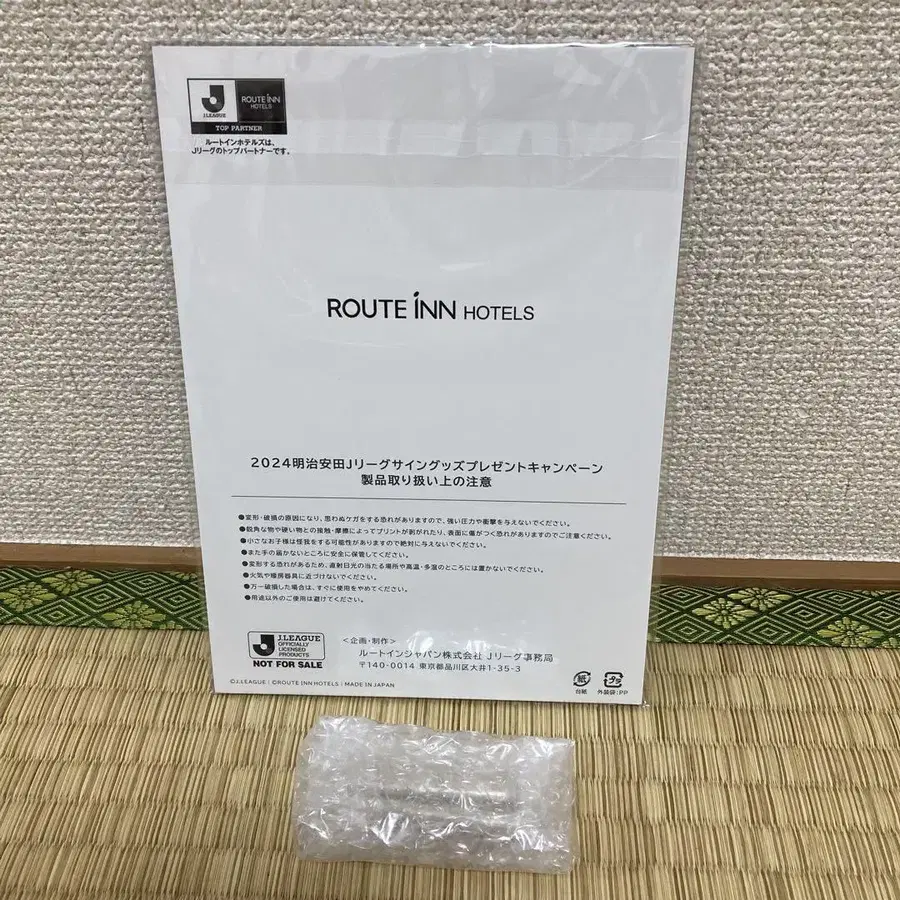 J.LEAGUE
ROUTE INN
HOTELS
TOP PARTNER
ルートインホテルズは、
Jリーグのトップパートナーです。
ROUTE INN HOTELS
2024明治安田Jリーグサイングッズプレゼントキャンペーン
製品取り扱い上の注意
●変形・破損の原因になり、思わぬケガをする恐れがありますので、強い圧力や衝撃を与えないでください。
●鋭角な物や硬い物との接触・摩擦によってプリントが剥がれたり、表面に傷がつく恐れがありますのでご注意ください。
●小さなお子様は怪我をする可能性がありますので絶対に与えないでください。
●また手の届かないところに安全に保管してください。
●変形する恐れがあるため、直射日光の当たる場所や高温・多湿のところには置かないでください。
●火気や暖房器具に近づけないでください。
●万一破損した場合は、すぐに使用をやめてください。
●用途以外のご使用は避けてください。
J.LEAGUE
OFFICIALLY
LICENSED
PRODUCTS
NOT FOR SALE
<企画・制作>
ルートインジャパン株式会社 Jリーグ事務局
〒140-0014 東京都品川区大井1-35-3
©J.LEAGUE | ©ROUTE INN HOTELS | MADE IN JAPAN
紙
台紙
プラ
外装袋:PP